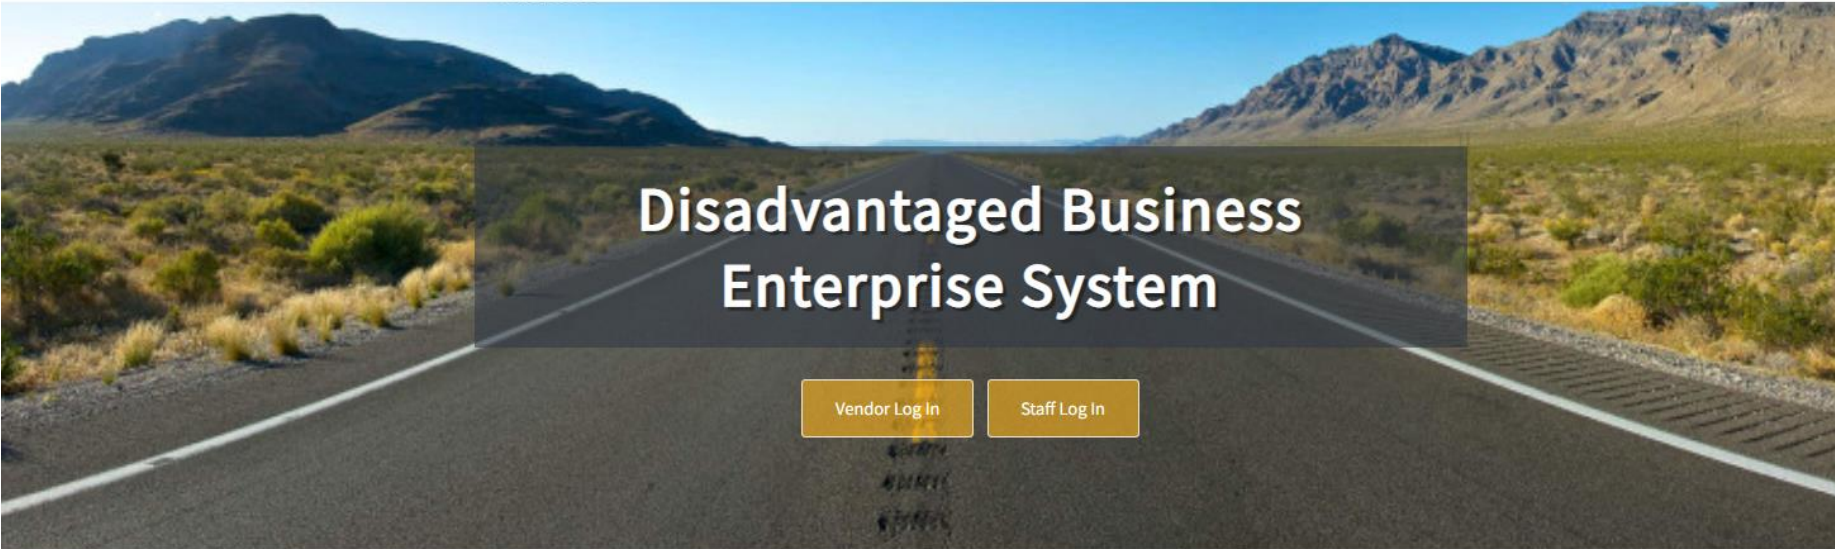 Disadvantaged Business
Enterprise System
Vendor Log In
Staff Log In